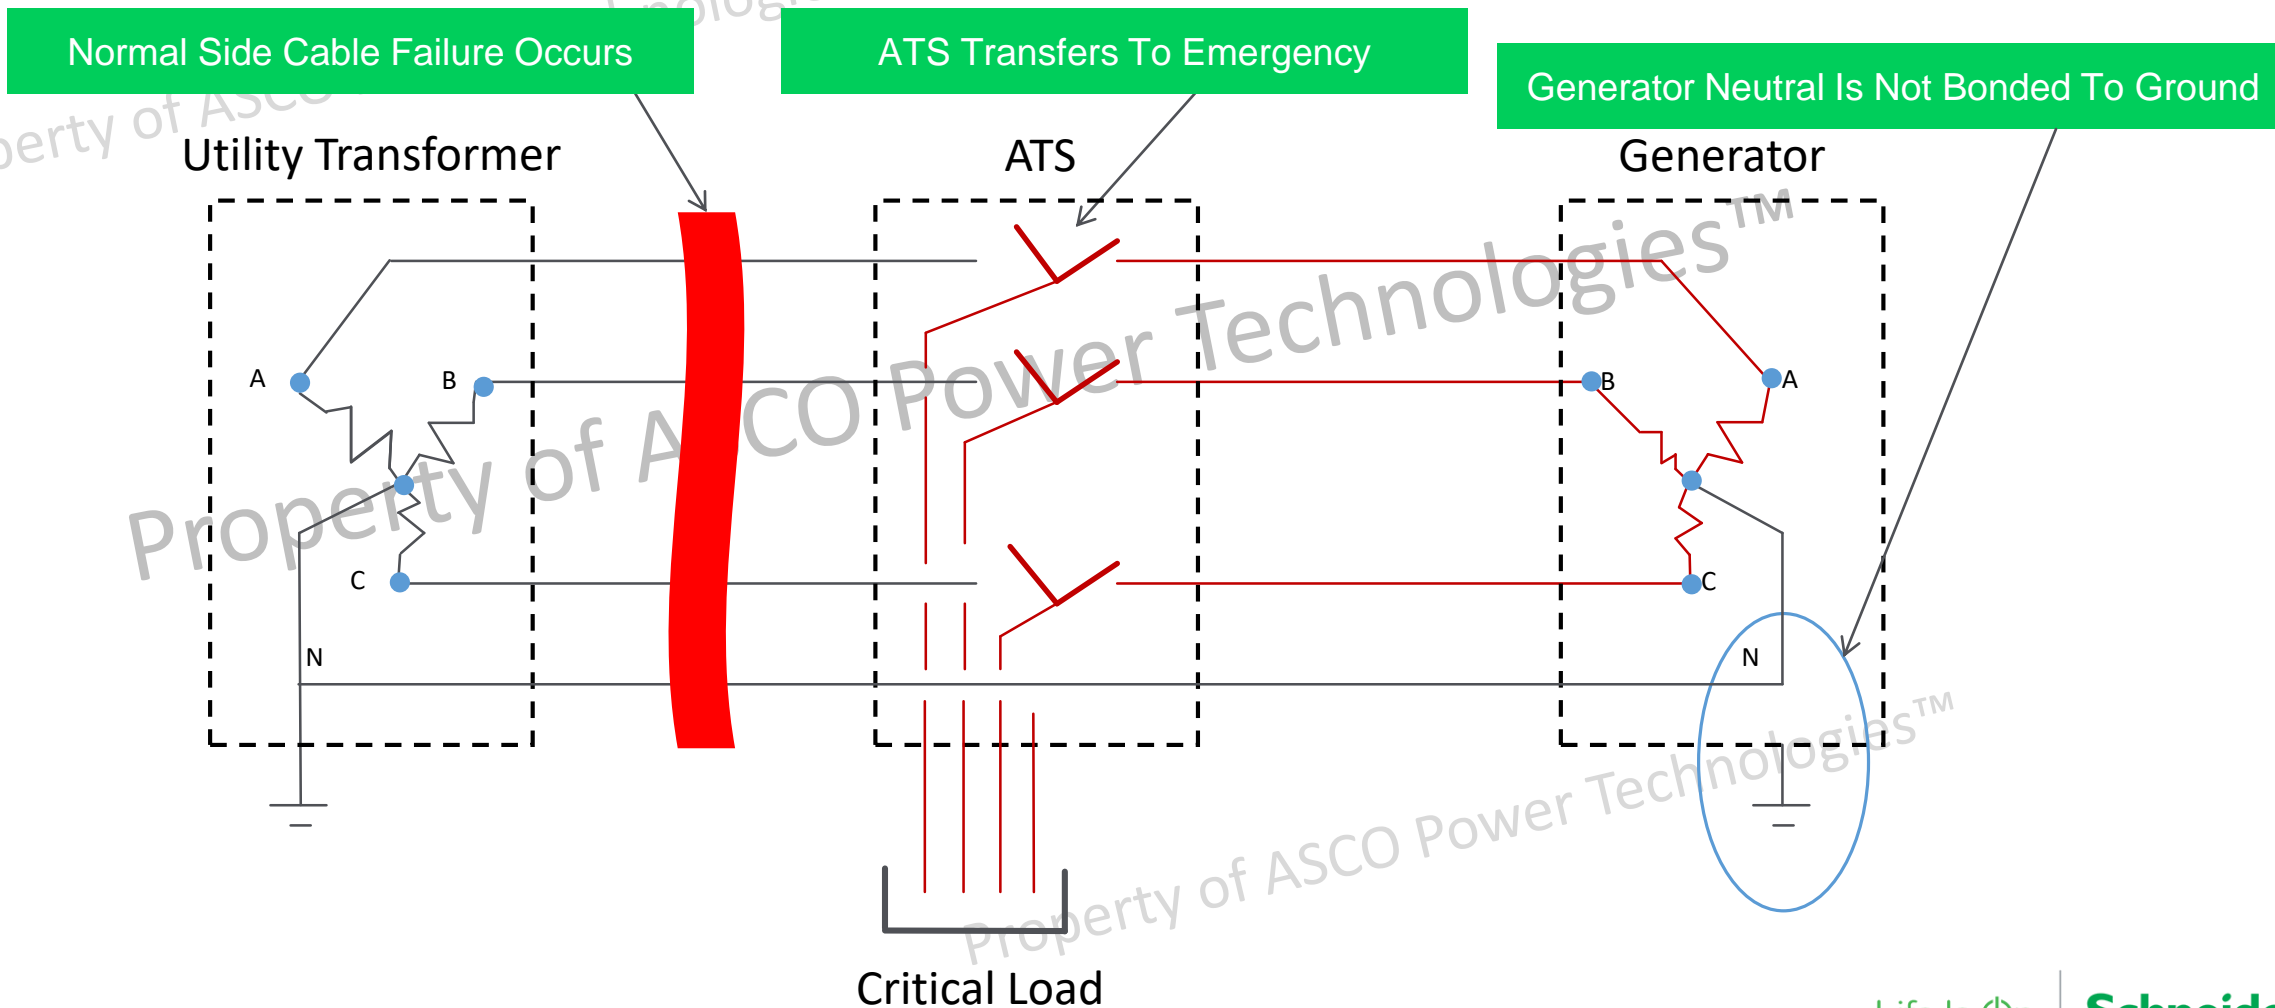 Normal Side Cable Failure Occurs
ATS Transfers To Emergency
Generator Neutral Is Not Bonded To Ground
Property of ASCO Power Technologies™
Utility Transformer
ATS
Generator
A
B
B
A
C
C
N
N
Property of ASCO Power Technologies™
Critical Load